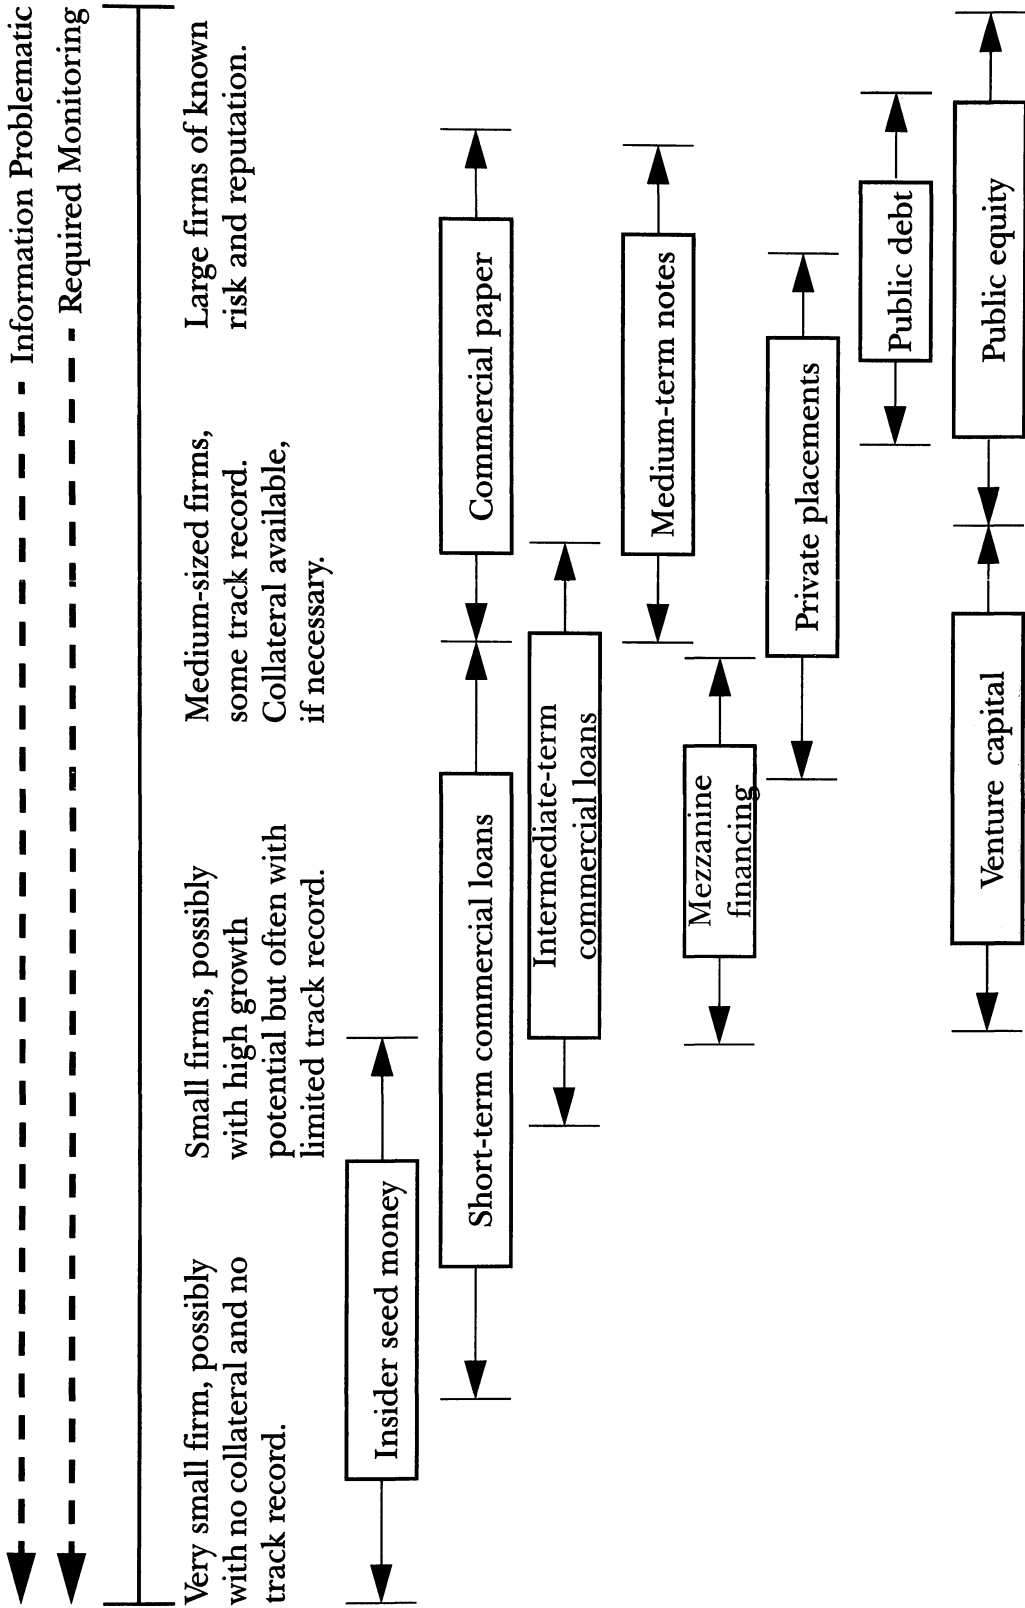 Information Problematic
Required Monitoring
Very small firm, possibly
with no collateral and no
track record.
Small firms, possibly
with high growth
potential but often with
limited track record.
Medium-sized firms,
some track record.
Collateral available,
if necessary.
Large firms of known
risk and reputation.
Insider seed money
Short-term commercial loans
Commercial paper
Intermediate-term
commercial loans
Medium-term notes
Mezzanine
financing
Private placements
Public debt
Venture capital
Public equity